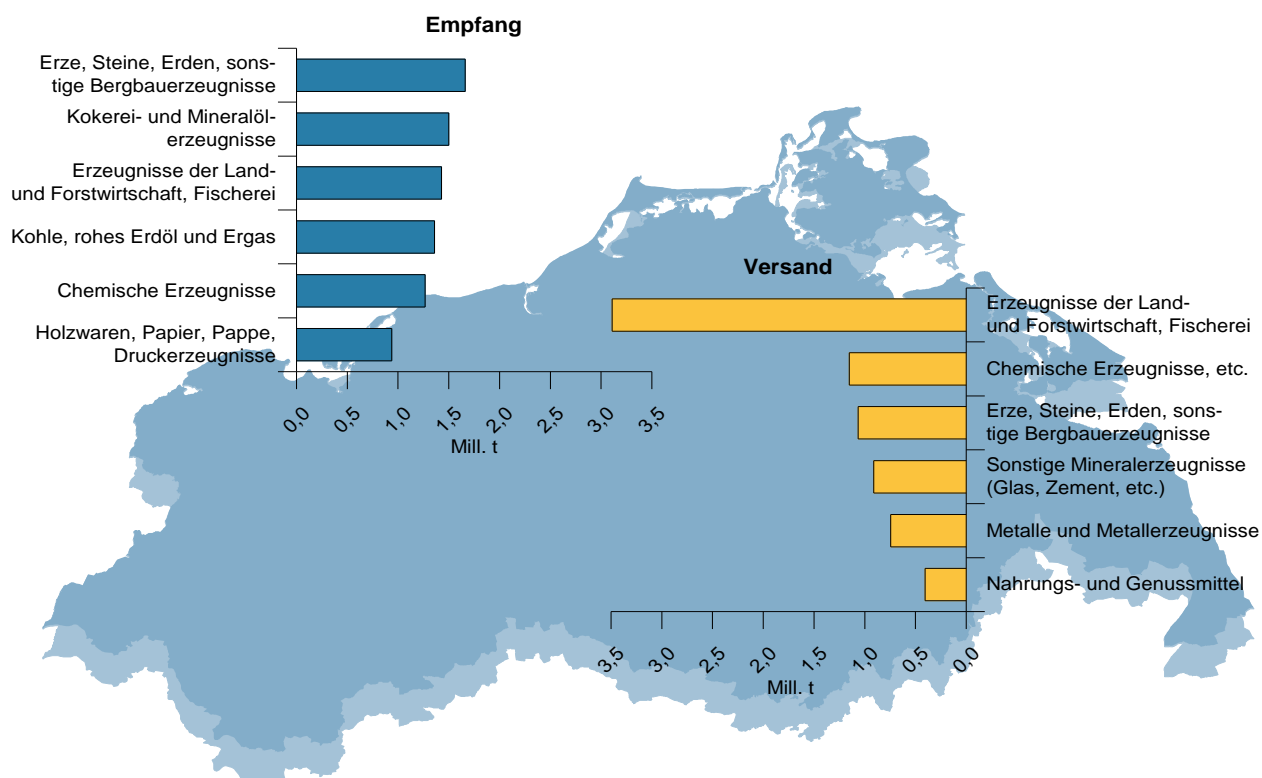 Empfang
Erze, Steine, Erden, sons-
tige Bergbauerzeugnisse
Kokerei- und Mineralöl-
erzeugnisse
Erzeugnisse der Land-
und Forstwirtschaft, Fischerei
Kohle, rohes Erdöl und Ergas
Chemische Erzeugnisse
Holzwaren, Papier, Pappe,
Druckerzeugnisse
0,0 0,5 1,0 1,5 2,0 2,5 3,0 3,5
Mill. t
Versand
Erzeugnisse der Land-
und Forstwirtschaft, Fischerei
Chemische Erzeugnisse, etc.
Erze, Steine, Erden, sons-
tige Bergbauerzeugnisse
Sonstige Mineralerzeugnisse
(Glas, Zement, etc.)
Metalle und Metallerzeugnisse
Nahrungs- und Genussmittel
3,5 3,0 2,5 2,0 1,5 1,0 0,5 0,0
Mill. t